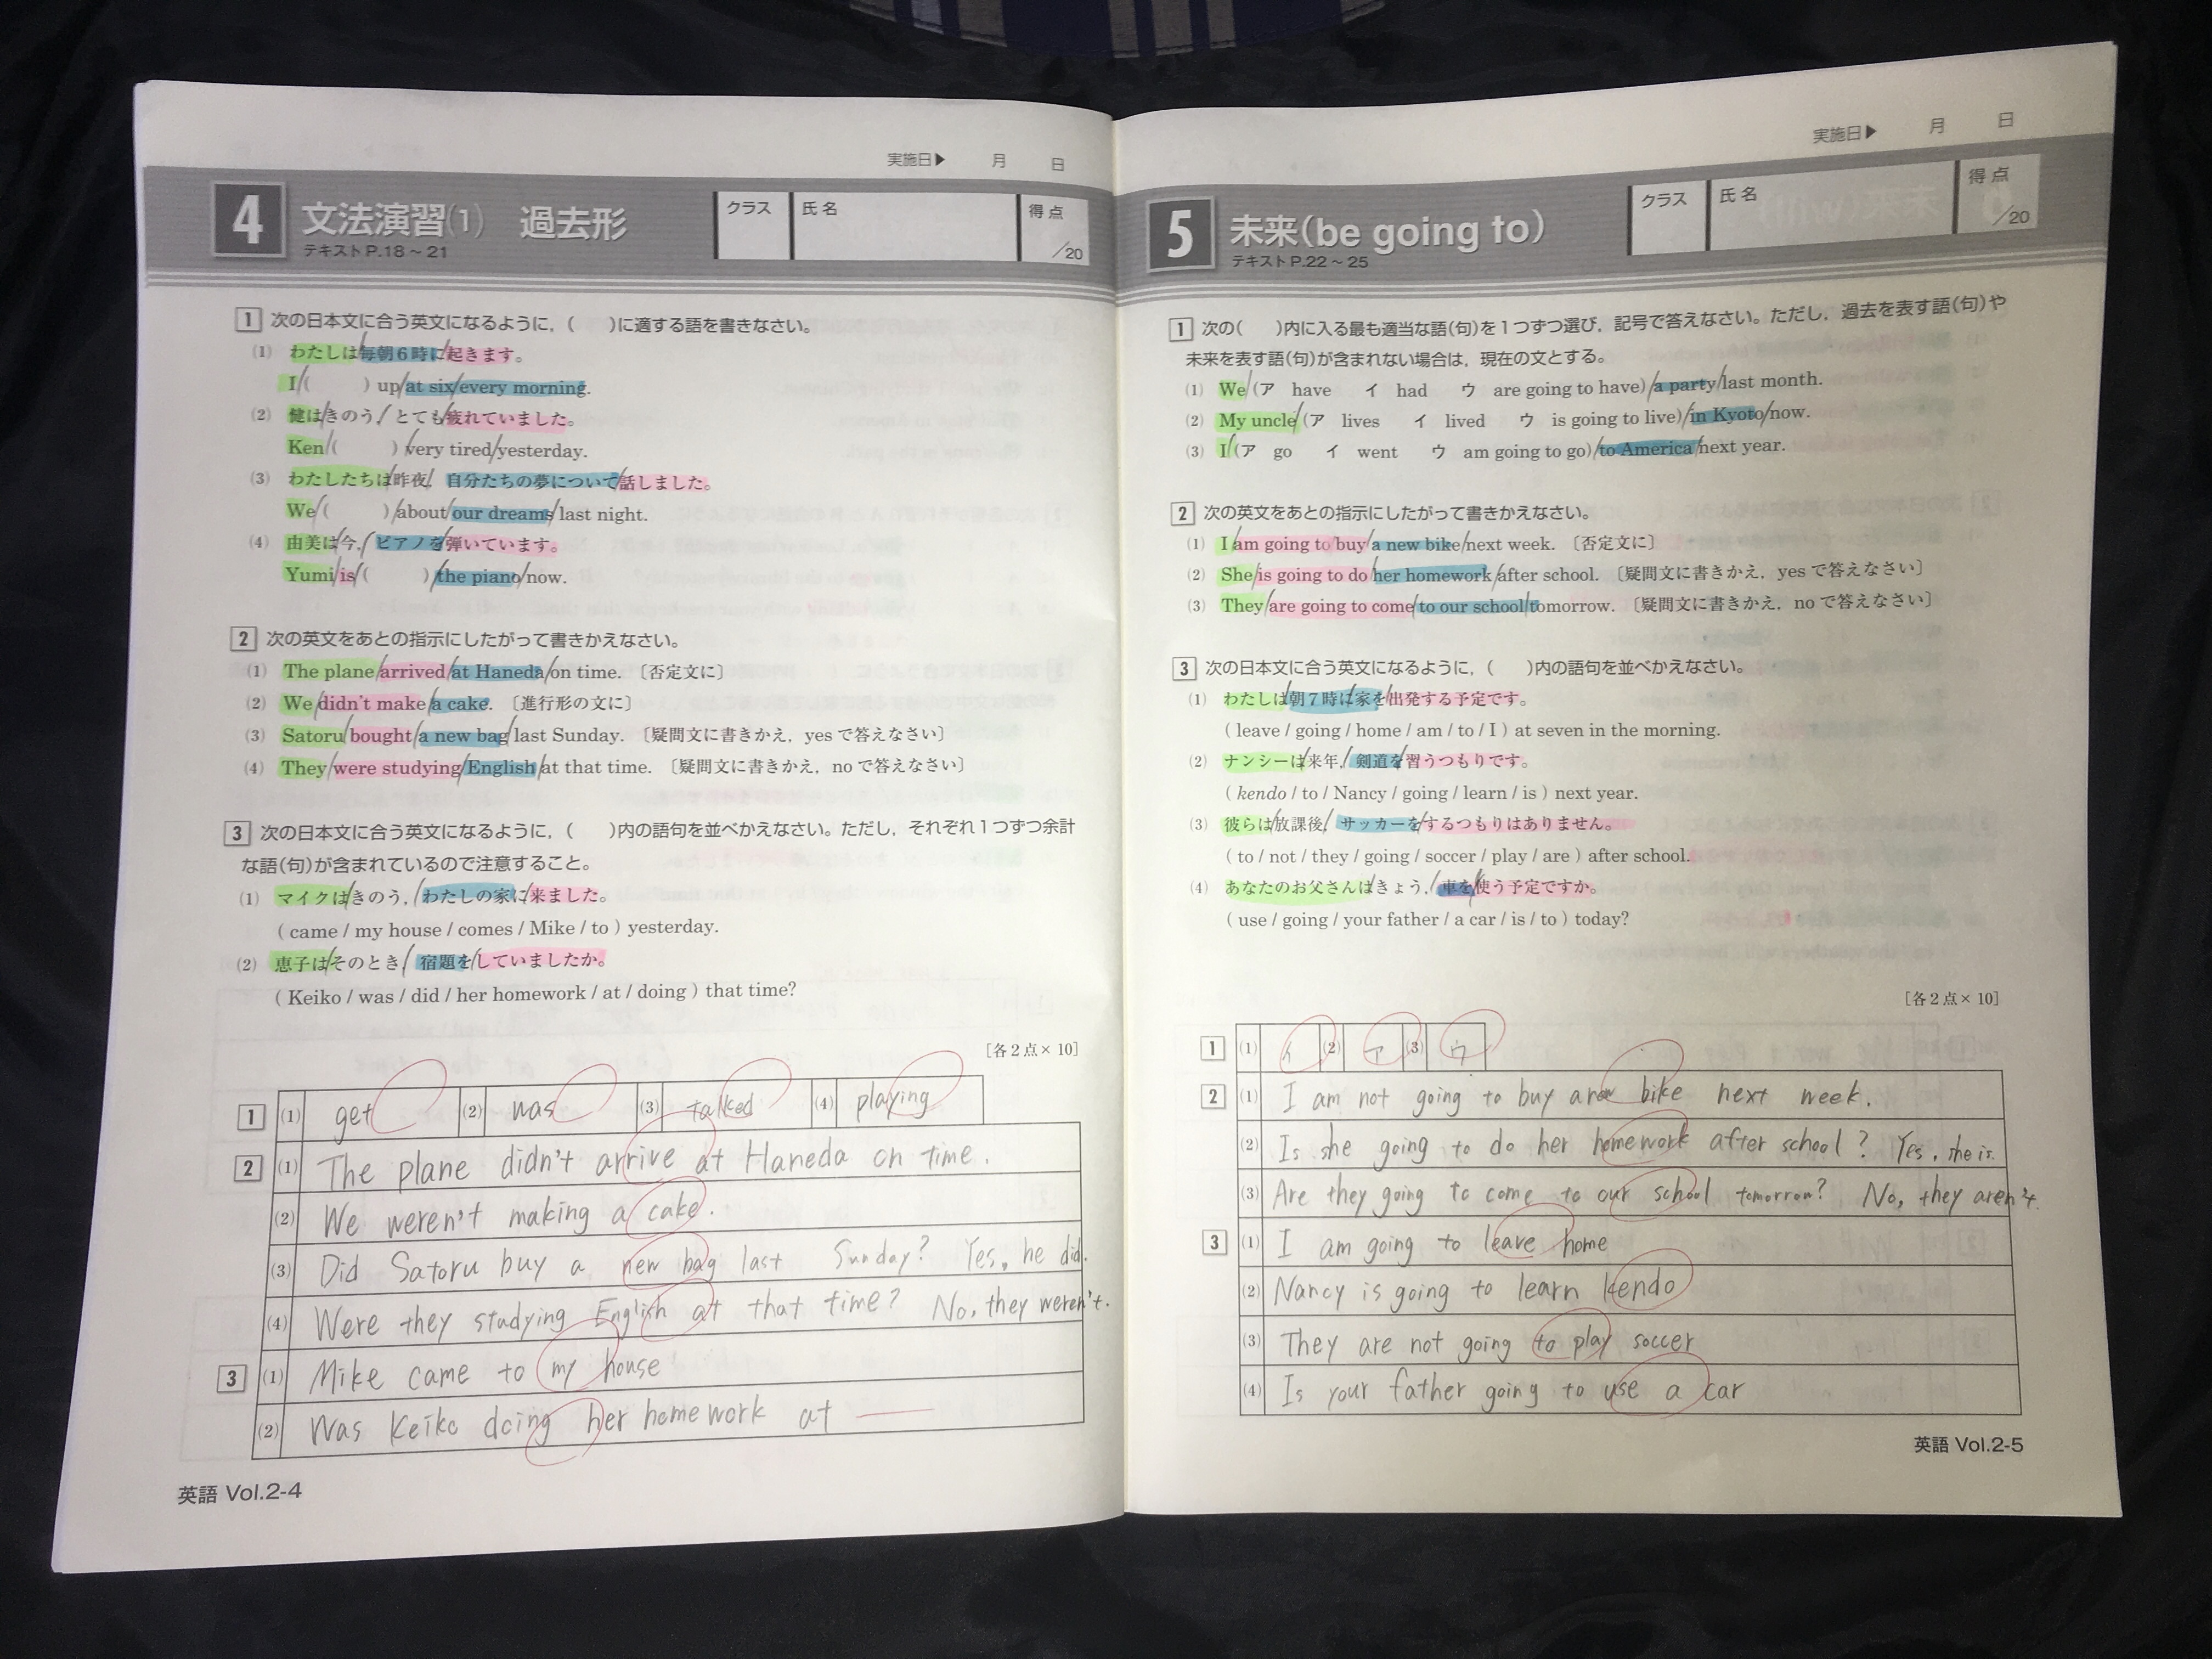 実施日▶ 月 日
4 文法演習(1) 過去形
テキストP.18～21
クラス 氏名 得点 /20
1 次の日本文に合う英文になるように,( )に適する語を書きなさい。
(1) わたしは毎朝6時に起きます。
I ( ) up at six every morning.
(2) 健はきのう,とても疲れていました。
Ken ( ) very tired yesterday.
(3) わたしたちは昨夜,自分たちの夢について話しました。
We ( ) about our dreams last night.
(4) 由美は今,ピアノを弾いています。
Yumi is ( ) the piano now.
2 次の英文をあとの指示にしたがって書きかえなさい。
(1) The plane arrived at Haneda on time. 〔否定文に〕
(2) We didn't make a cake. 〔進行形の文に〕
(3) Satoru bought a new bag last Sunday. 〔疑問文に書きかえ,yesで答えなさい〕
(4) They were studying English at that time. 〔疑問文に書きかえ,noで答えなさい〕
3 次の日本文に合う英文になるように,( )内の語句を並べかえなさい。ただし,それぞれ1つずつ余計
な語(句)が含まれているので注意すること。
(1) マイクはきのう,わたしの家に来ました。
( came / my house / comes / Mike / to ) yesterday.
(2) 恵子はそのとき,宿題をしていましたか。
( Keiko / was / did / her homework / at / doing ) that time?
[各2点×10]
1 (1) get (2) was (3) talked (4) playing
2 (1) The plane didn't arrive at Haneda on time.
(2) We weren't making a cake.
(3) Did Satoru buy a new bag last Sunday? Yes, he did.
(4) Were they studying English at that time? No, they weren't.
3 (1) Mike came to my house
(2) Was Keiko doing her homework at
英語 Vol.2-4
実施日▶ 月 日
5 未来(be going to)
テキストP.22～25
クラス 氏名 得点 /20
1 次の( )内に入る最も適当な語(句)を1つずつ選び,記号で答えなさい。ただし,過去を表す語(句)や
未来を表す語(句)が含まれない場合は,現在の文とする。
(1) We (ア have イ had ウ are going to have) a party last month.
(2) My uncle (ア lives イ lived ウ is going to live) in Kyoto now.
(3) I (ア go イ went ウ am going to go) to America next year.
2 次の英文をあとの指示にしたがって書きかえなさい。
(1) I am going to buy a new bike next week. 〔否定文に〕
(2) She is going to do her homework after school. 〔疑問文に書きかえ,yesで答えなさい〕
(3) They are going to come to our school tomorrow. 〔疑問文に書きかえ,noで答えなさい〕
3 次の日本文に合う英文になるように,( )内の語句を並べかえなさい。
(1) わたしは朝7時に家を出発する予定です。
( leave / going / home / am / to / I ) at seven in the morning.
(2) ナンシーは来年,剣道を習うつもりです。
( kendo / to / Nancy / going / learn / is ) next year.
(3) 彼らは放課後,サッカーをするつもりはありません。
( to / not / they / going / soccer / play / are ) after school.
(4) あなたのお父さんはきょう,車を使う予定ですか。
( use / going / your father / a car / is / to ) today?
[各2点×10]
1 (1) イ (2) ア (3) ウ
2 (1) I am not going to buy a new bike next week.
(2) Is she going to do her homework after school? Yes, she is.
(3) Are they going to come to our school tomorrow? No, they aren't.
3 (1) I am going to leave home
(2) Nancy is going to learn kendo
(3) They are not going to play soccer
(4) Is your father going to use a car
英語 Vol.2-5